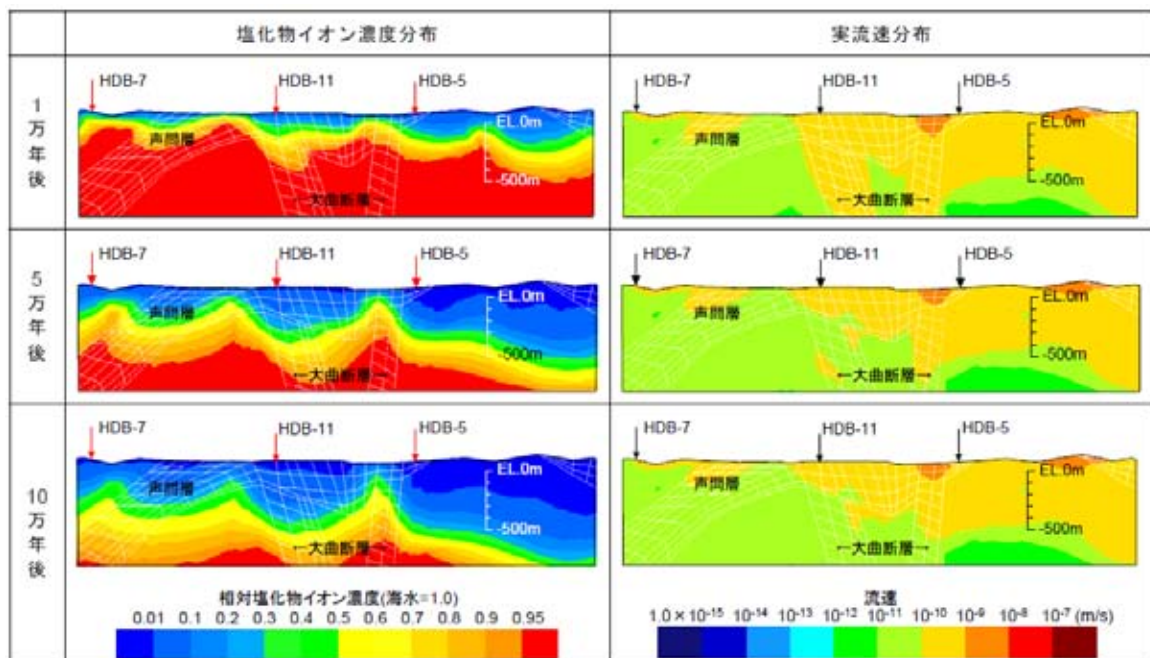 塩化物イオン濃度分布
実流速分布
1万年後
HDB-7
HDB-11
HDB-5
声問層
EL.0m
-500m
←大曲断層→
HDB-7
HDB-11
HDB-5
声問層
EL.0m
-500m
←大曲断層→
5万年後
HDB-7
HDB-11
HDB-5
声問層
EL.0m
-500m
←大曲断層→
HDB-7
HDB-11
HDB-5
声問層
EL.0m
-500m
←大曲断層→
10万年後
HDB-7
HDB-11
HDB-5
声問層
EL.0m
-500m
←大曲断層→
HDB-7
HDB-11
HDB-5
声問層
EL.0m
-500m
←大曲断層→
相対塩化物イオン濃度(海水=1.0)
0.01 0.2 0.3 0.4 0.5 0.6 0.7 0.8 0.9 0.95
流速
1.0×10⁻¹⁵ 10⁻¹⁴ 10⁻¹³ 10⁻¹² 10⁻¹¹ 10⁻¹⁰ 10⁻⁹ 10⁻⁸ 10⁻⁷ (m/s)